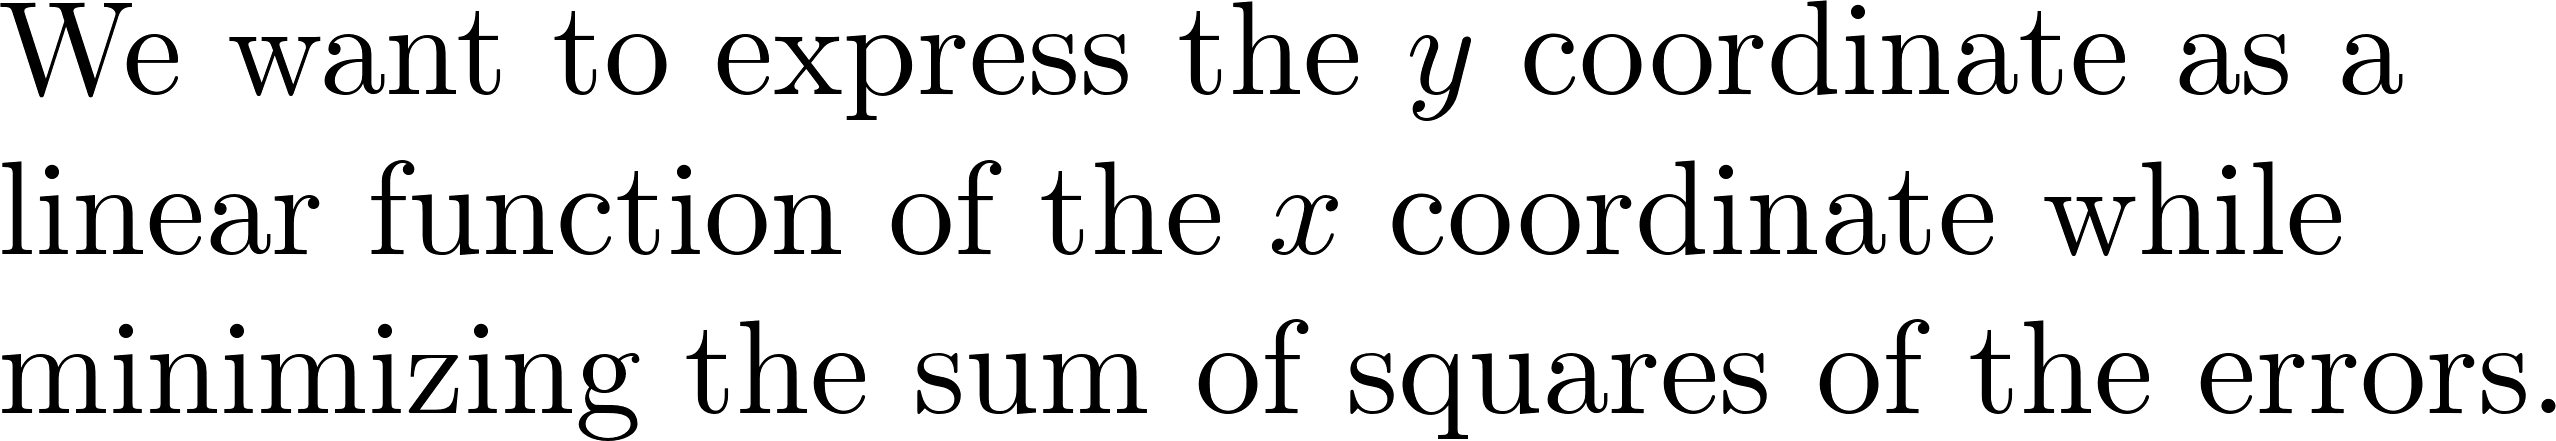 We want to express the y coordinate as a
linear function of the x coordinate while
minimizing the sum of squares of the errors.